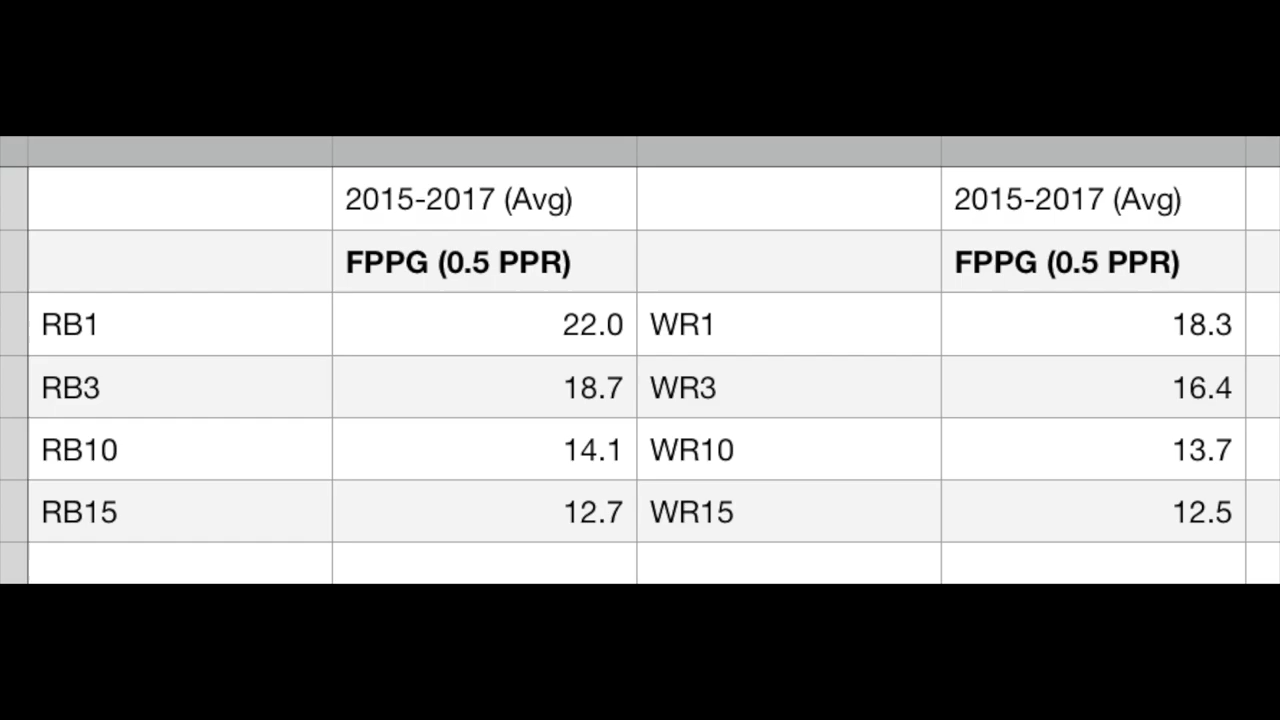 2015-2017 (Avg) 2015-2017 (Avg)
FPPG (0.5 PPR) FPPG (0.5 PPR)
RB1 22.0 WR1 18.3
RB3 18.7 WR3 16.4
RB10 14.1 WR10 13.7
RB15 12.7 WR15 12.5